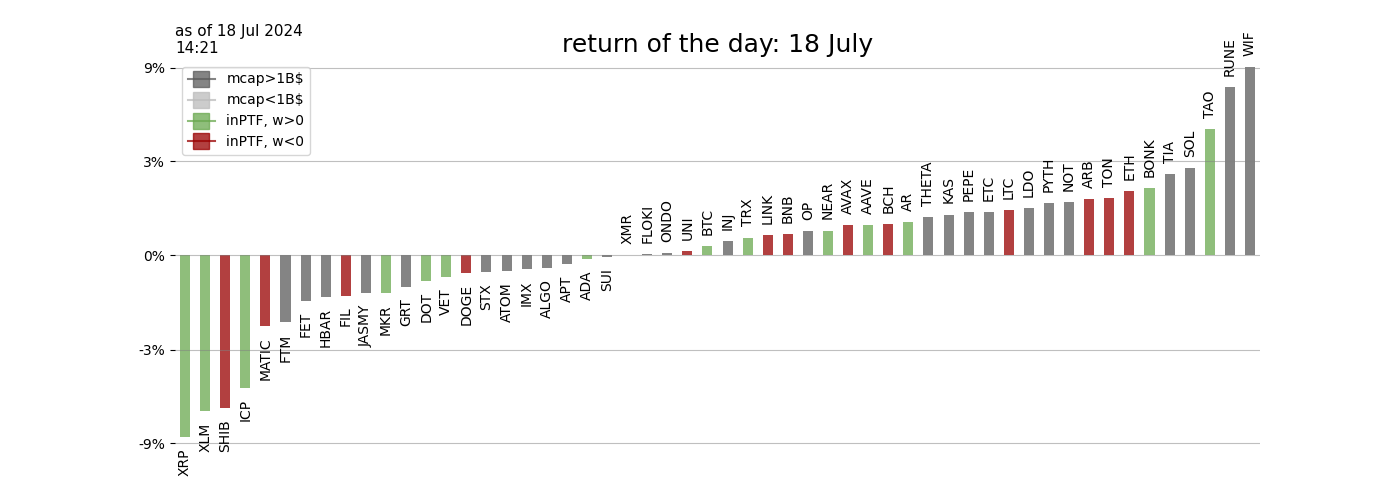 as of 18 Jul 2024
14:21
return of the day: 18 July
mcap>1B$
mcap<1B$
inPTF, w>0
inPTF, w<0
9%
3%
0%
-3%
-9%
XRP
XLM
SHIB
ICP
MATIC
FTM
FET
HBAR
FIL
JASMY
MKR
GRT
DOT
VET
DOGE
STX
ATOM
IMX
ALGO
APT
ADA
SUI
XMR
FLOKI
ONDO
UNI
BTC
INJ
TRX
LINK
BNB
OP
NEAR
AVAX
AAVE
BCH
AR
THETA
KAS
PEPE
ETC
LTC
LDO
PYTH
NOT
ARB
TON
ETH
BONK
TIA
SOL
TAO
RUNE
WIF